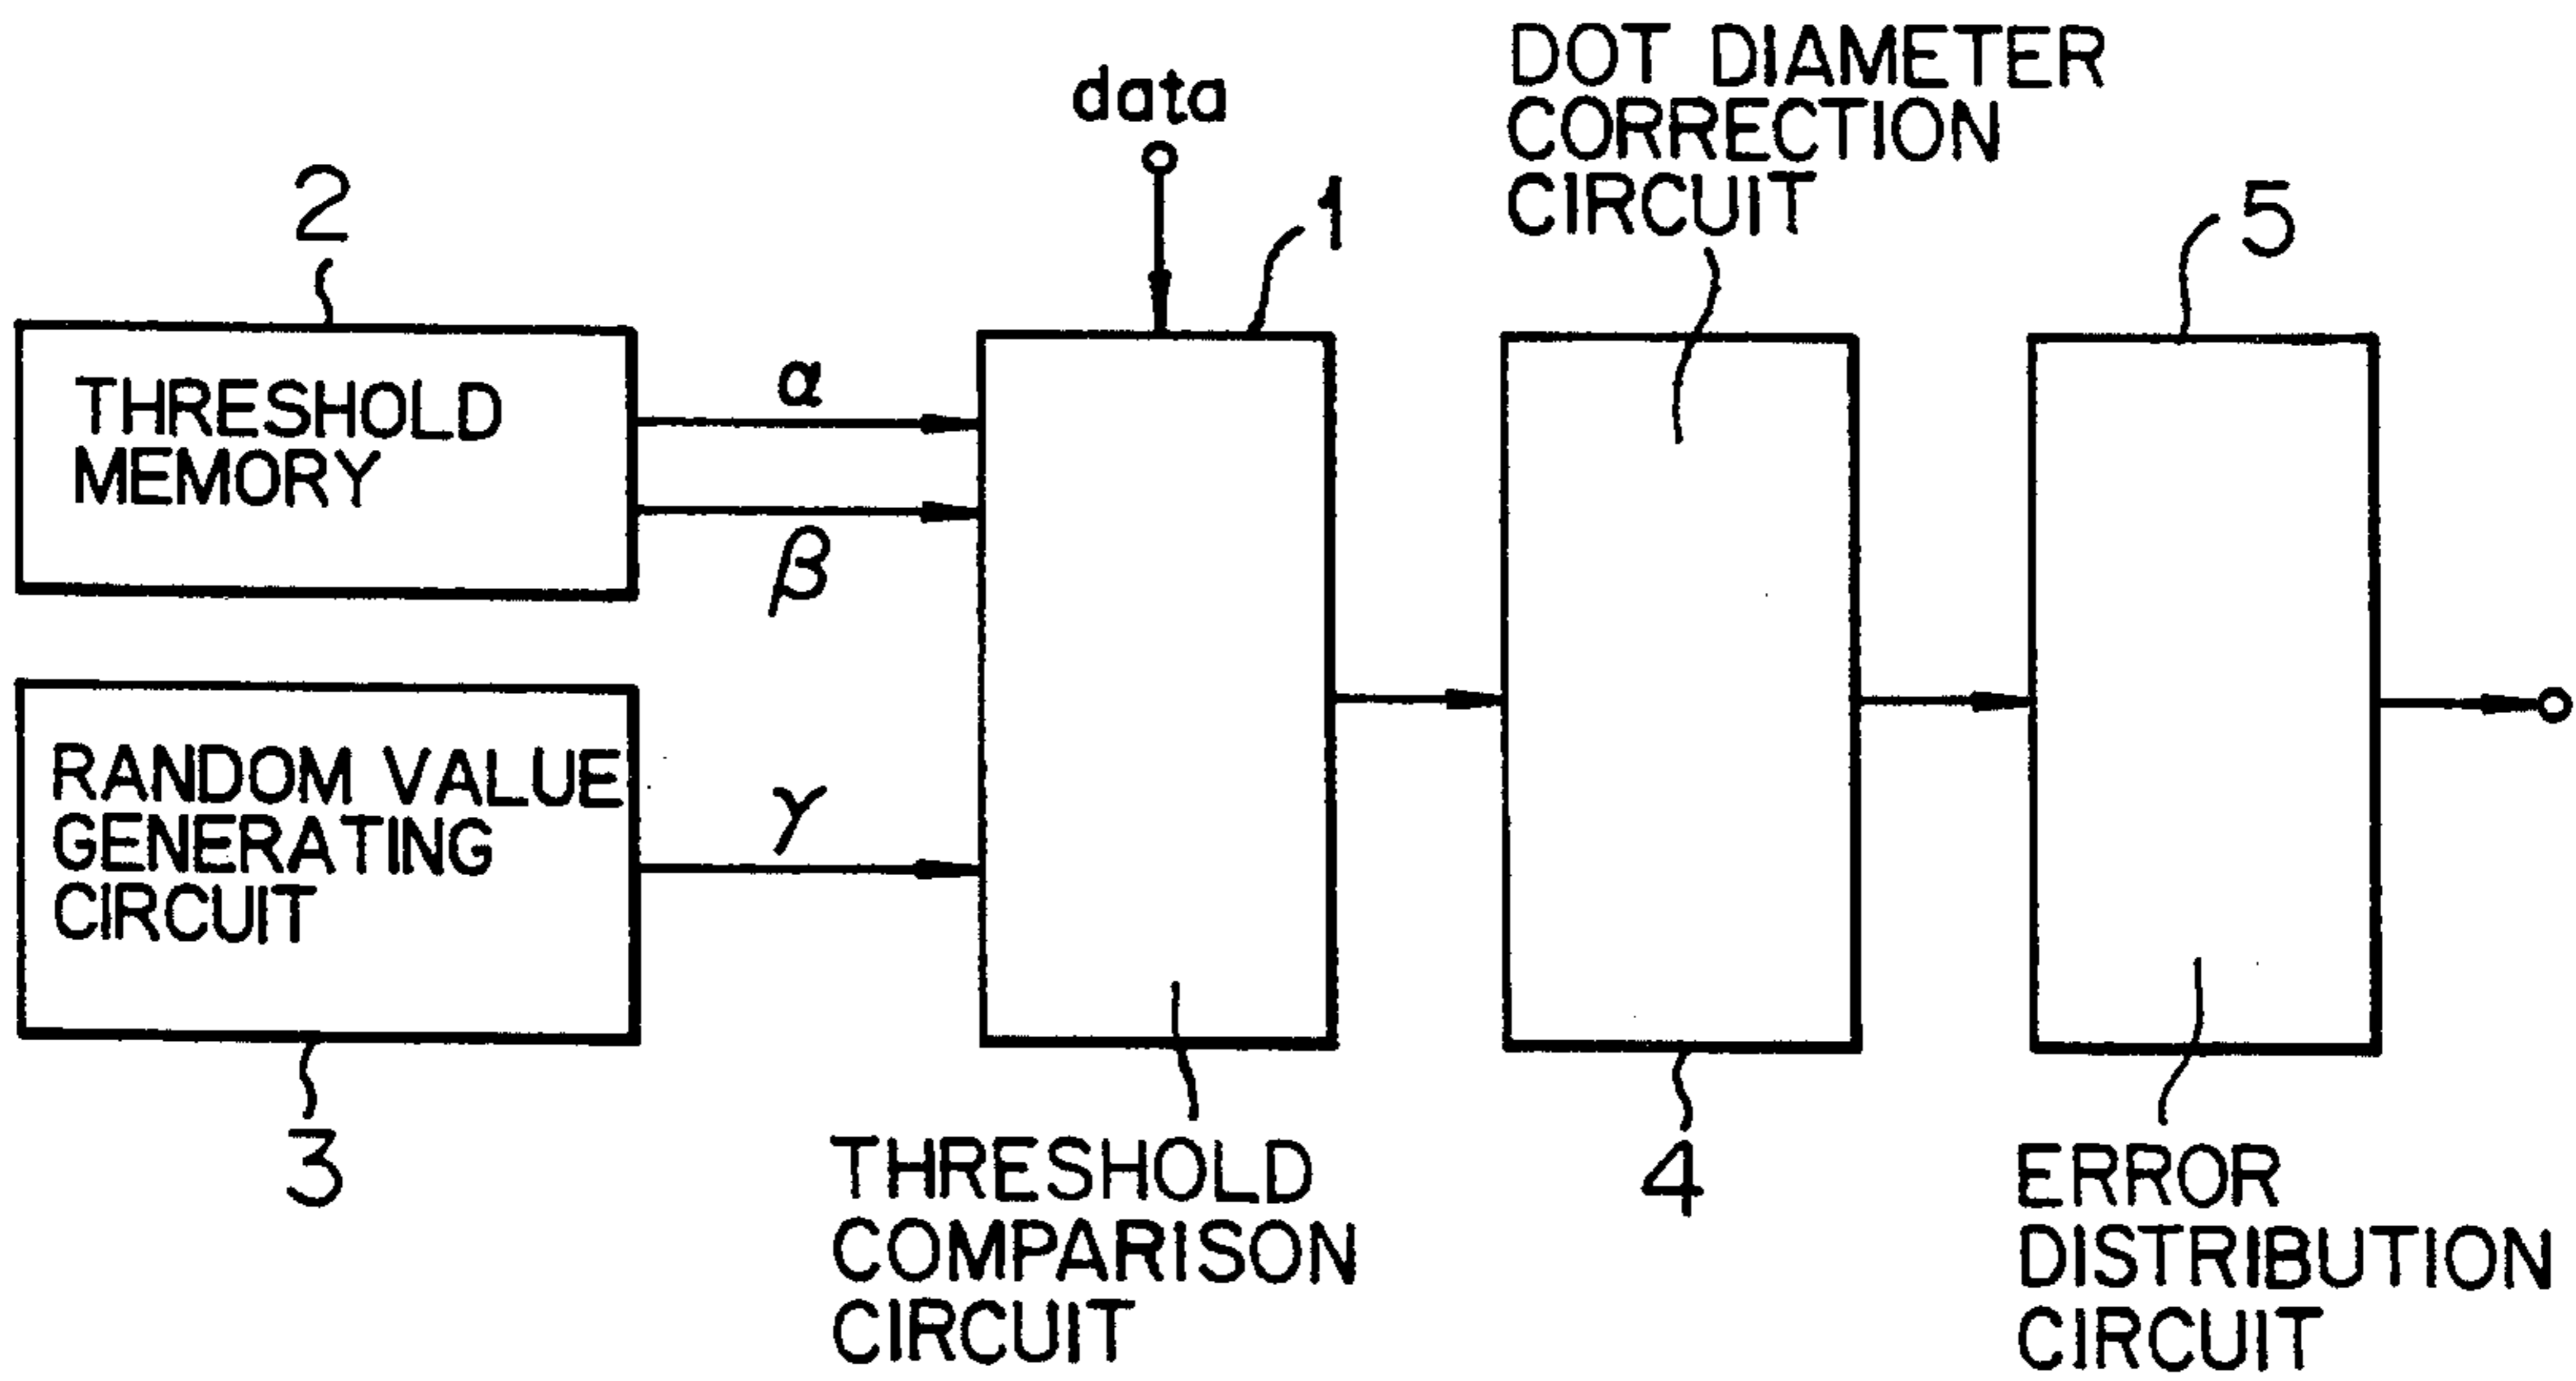 DOT DIAMETER
CORRECTION
CIRCUIT
data
2
1
5
THRESHOLD
MEMORY
α
β
RANDOM VALUE
GENERATING
CIRCUIT
γ
3
THRESHOLD
COMPARISON
CIRCUIT
4
ERROR
DISTRIBUTION
CIRCUIT